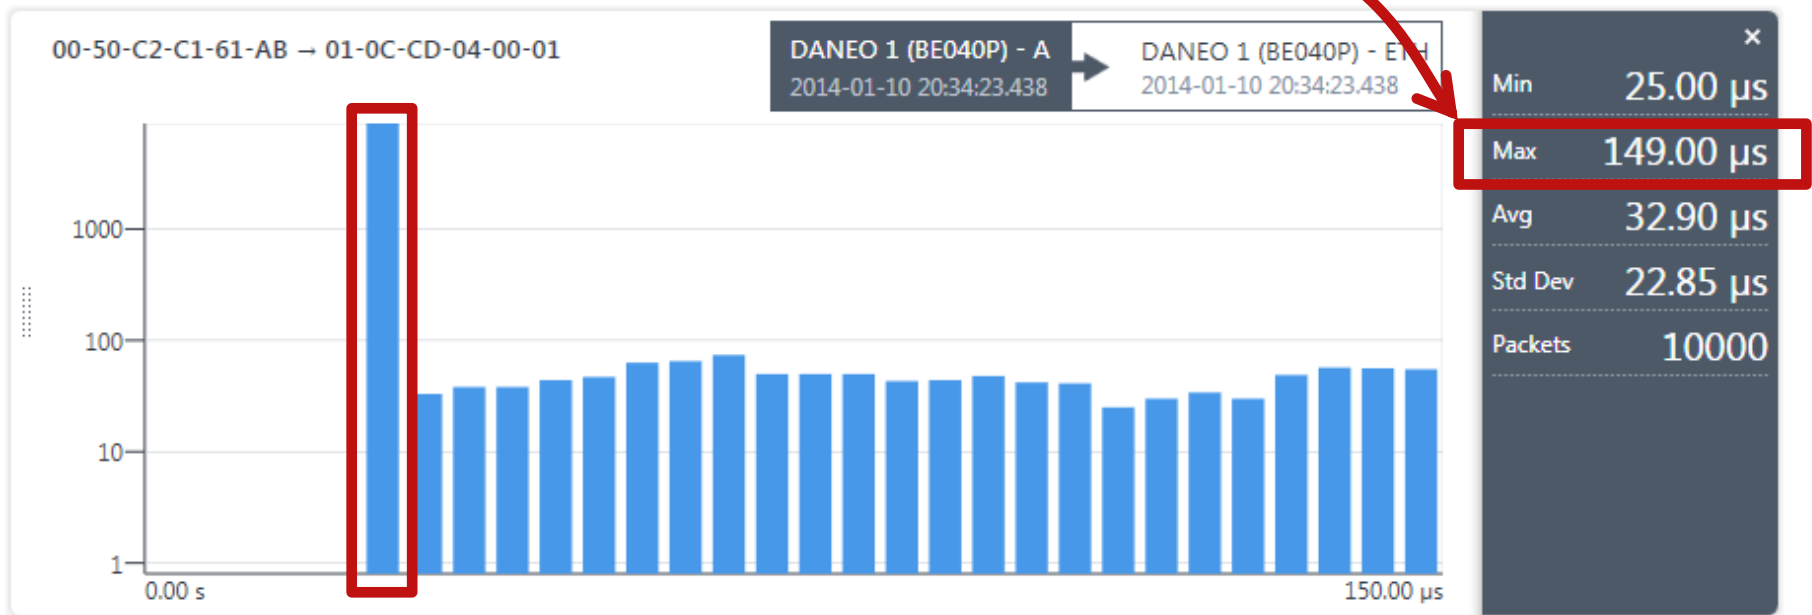 00-50-C2-C1-61-AB → 01-0C-CD-04-00-01
DANEO 1 (BE040P) - A
2014-01-10 20:34:23.438
DANEO 1 (BE040P) - ETH
2014-01-10 20:34:23.438
1000
100
10
1
0.00 s
150.00 µs
×
Min 25.00 µs
Max 149.00 µs
Avg 32.90 µs
Std Dev 22.85 µs
Packets 10000